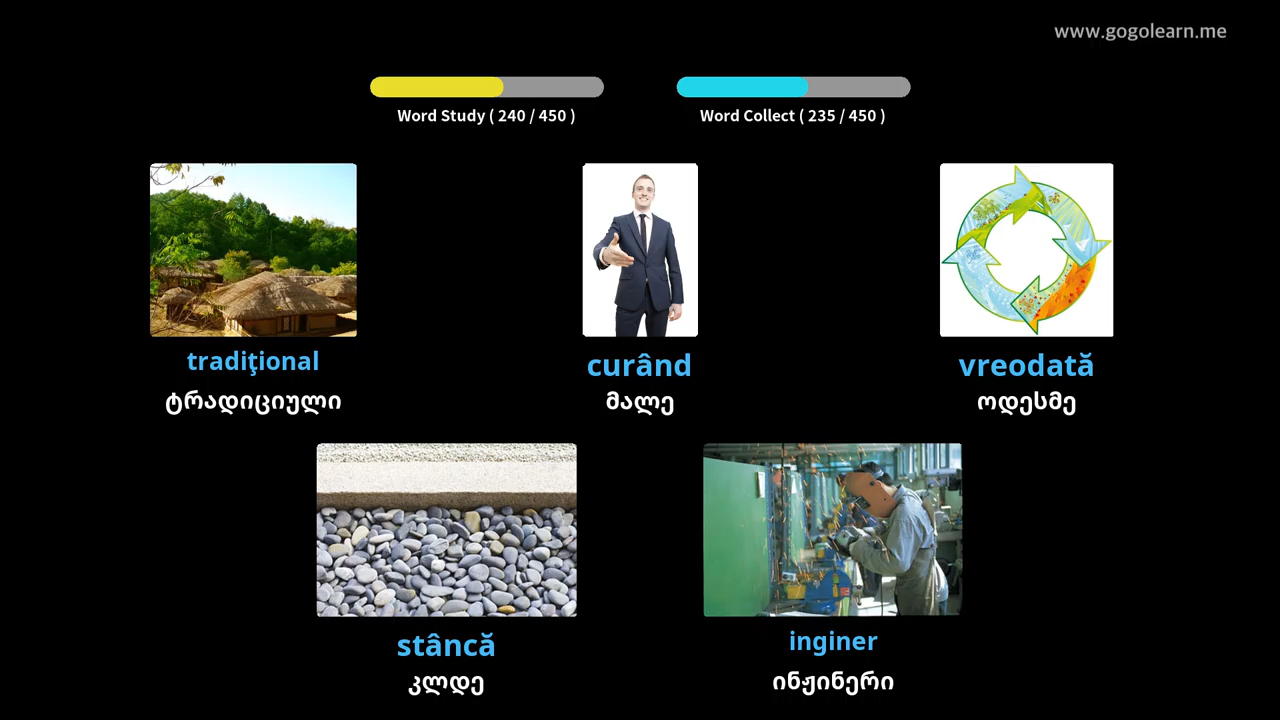 www.gogolearn.me
Word Study ( 240 / 450 )
Word Collect ( 235 / 450 )
tradiţional
curând
vreodată
ტრადიციული
მალე
ოდესმე
stâncă
inginer
კლდე
ინჟინერი